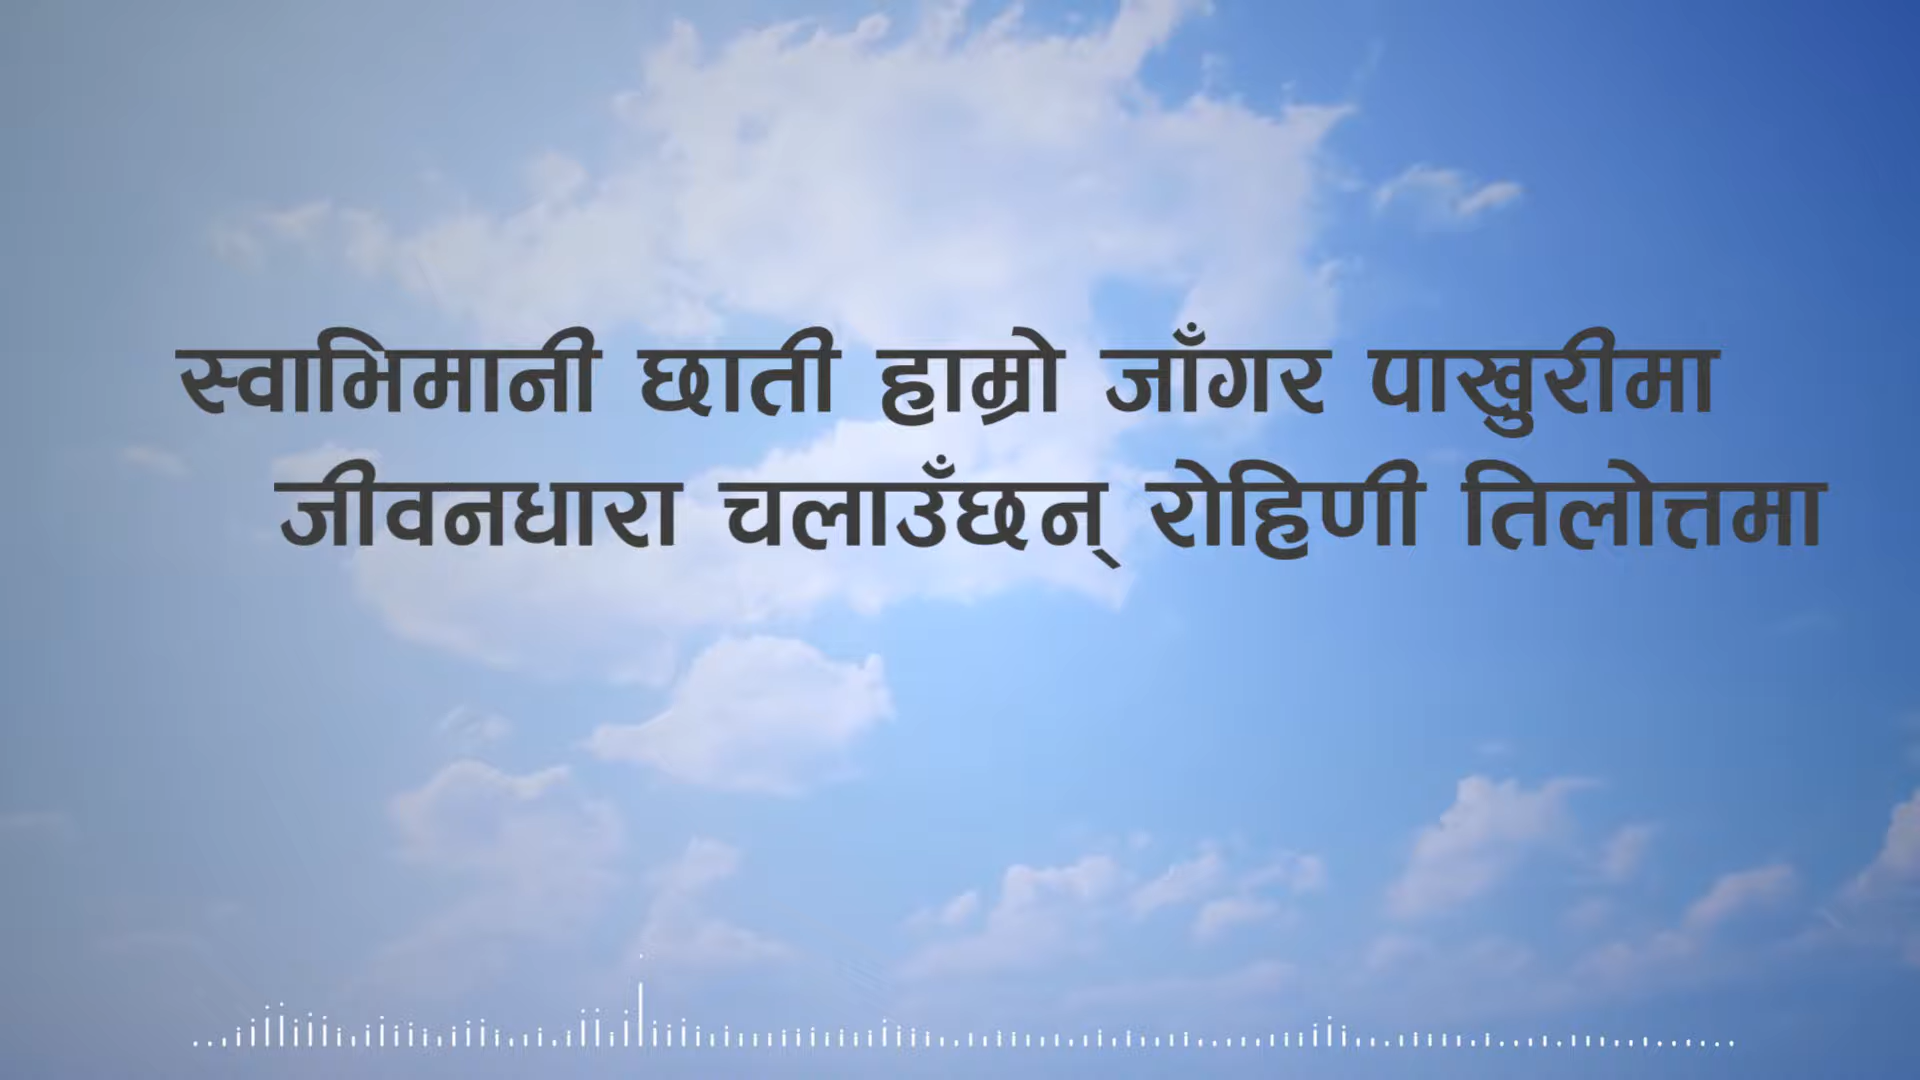 स्वाभिमानी छाती हाम्रो जाँगर पाखुरीमा
जीवनधारा चलाउँछन् रोहिणी तिलोत्तमा